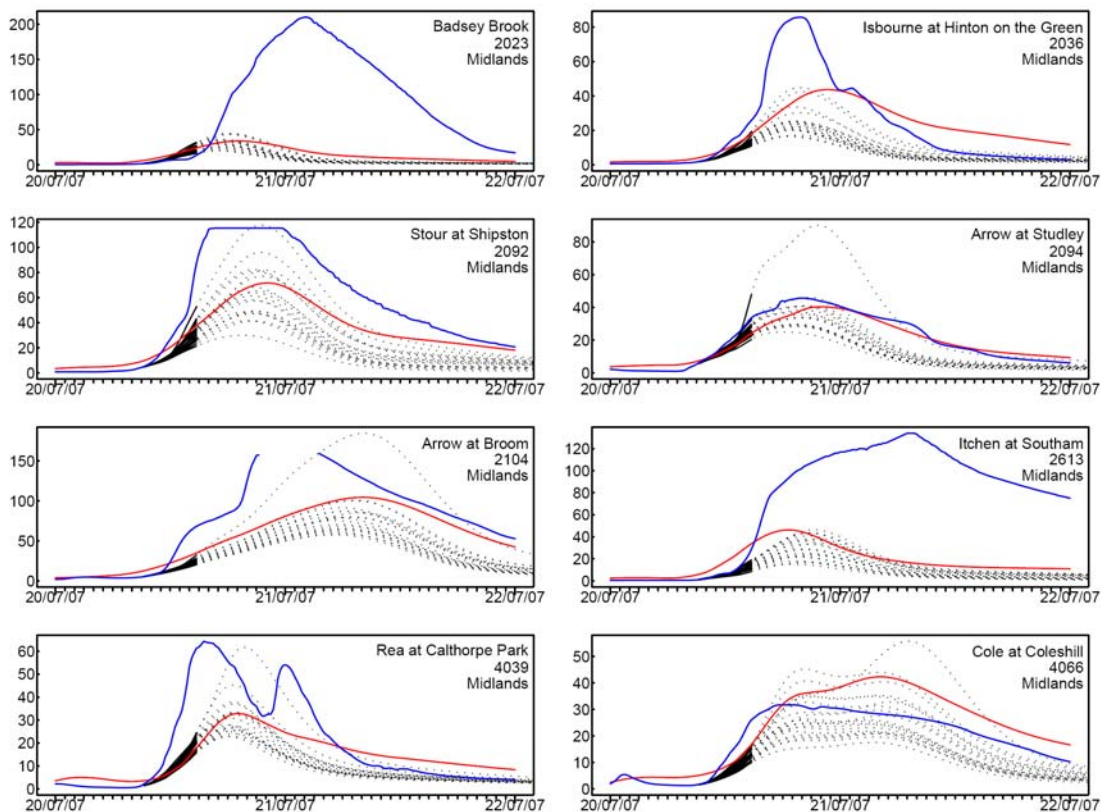 Badsey Brook
2023
Midlands
200
150
100
50
0
20/07/07 21/07/07 22/07/07
Isbourne at Hinton on the Green
2036
Midlands
80
60
40
20
0
20/07/07 21/07/07 22/07/07
Stour at Shipston
2092
Midlands
120
100
80
60
40
20
0
20/07/07 21/07/07 22/07/07
Arrow at Studley
2094
Midlands
80
60
40
20
0
20/07/07 21/07/07 22/07/07
Arrow at Broom
2104
Midlands
150
100
50
0
20/07/07 21/07/07 22/07/07
Itchen at Southam
2613
Midlands
120
100
80
60
40
20
0
20/07/07 21/07/07 22/07/07
Rea at Calthorpe Park
4039
Midlands
60
50
40
30
20
10
0
20/07/07 21/07/07 22/07/07
Cole at Coleshill
4066
Midlands
50
40
30
20
10
0
20/07/07 21/07/07 22/07/07